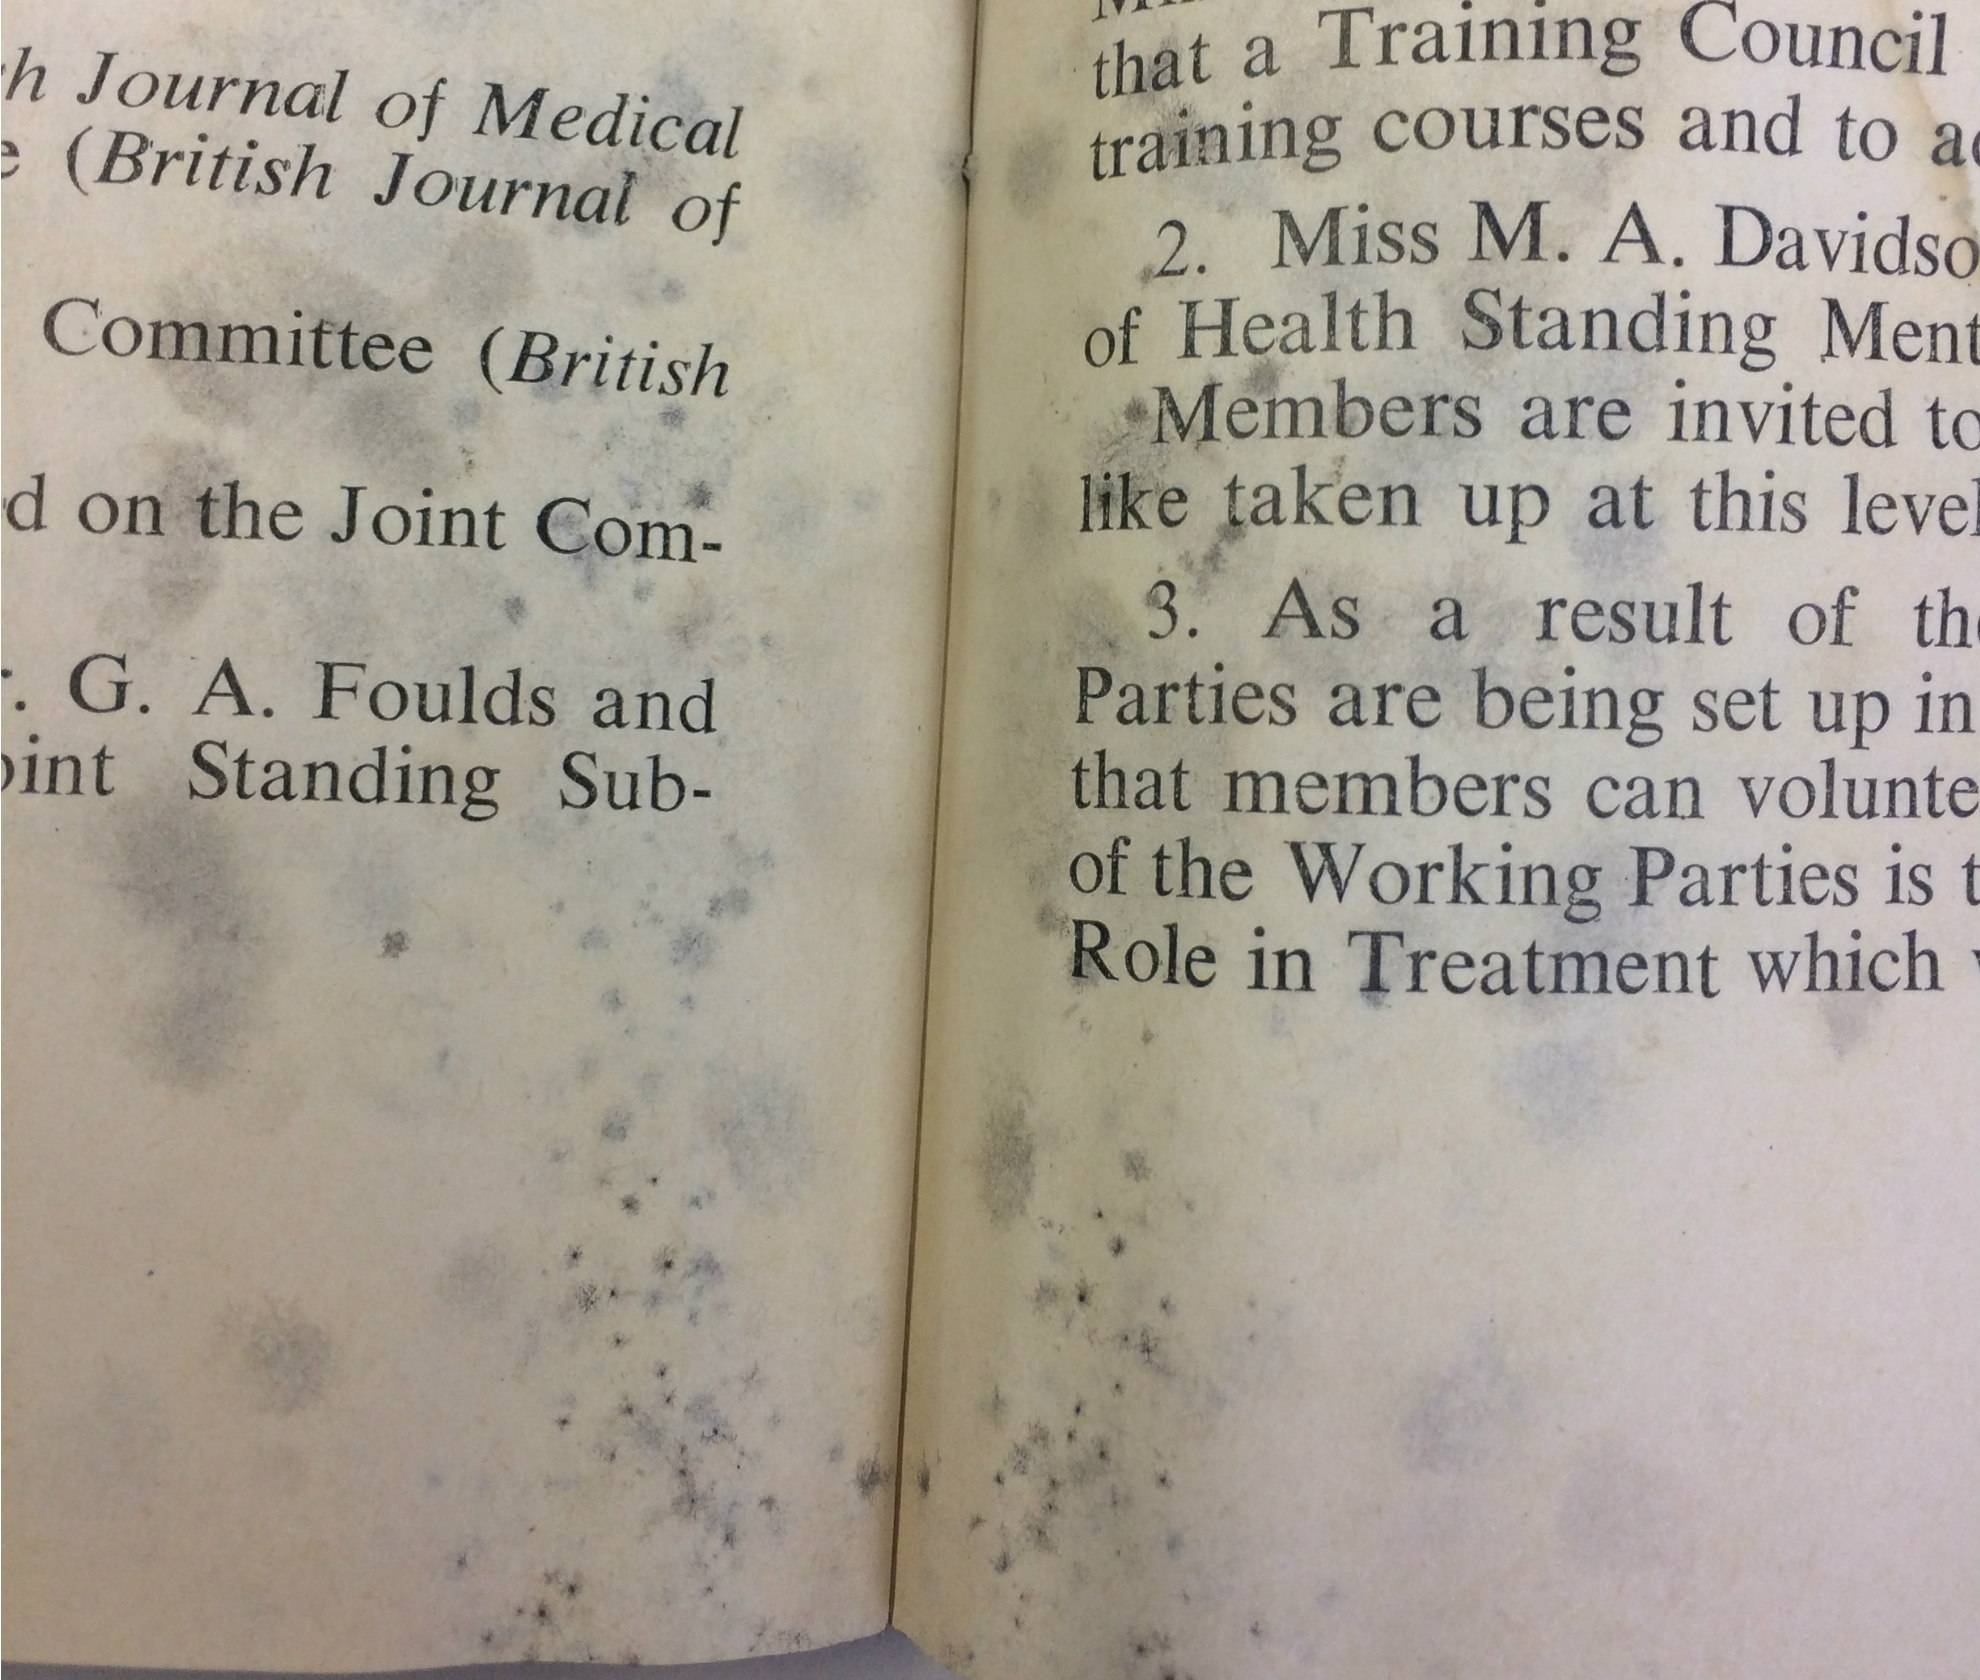 Journal of Medical
(British Journal of
Committee (British
on the Joint Com-
G. A. Foulds and
Standing Sub-
that a Training Council
training courses and to
2. Miss M. A. Davidso
of Health Standing Ment
Members are invited to
like taken up at this level
3. As a result of
Parties are being set up in
that members can volunte
of the Working Parties is
Role in Treatment which